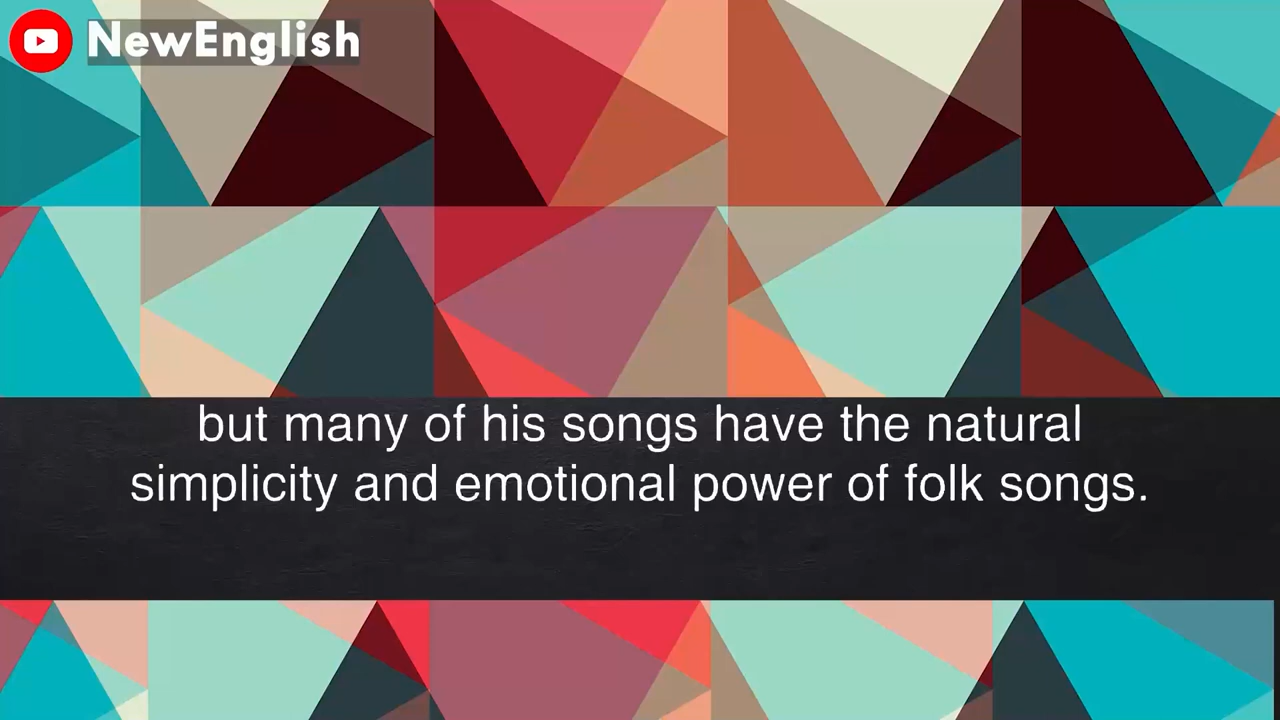 NewEnglish
but many of his songs have the natural
simplicity and emotional power of folk songs.